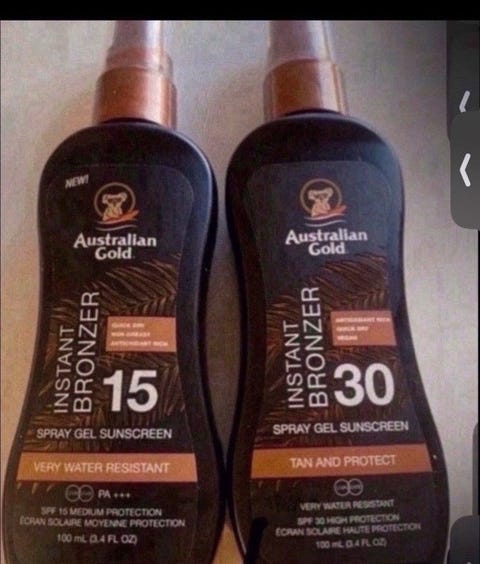 NEW!
Australian
Gold
INSTANT
BRONZER
QUICK DRY
NON-GREASY
ANTIOXIDANT RICH
15
SPRAY GEL SUNSCREEN
VERY WATER RESISTANT
PA +++
SPF 15 MEDIUM PROTECTION
ÉCRAN SOLAIRE MOYENNE PROTECTION
100 mL (3.4 FL OZ)
Australian
Gold
INSTANT
BRONZER
ANTIOXIDANT RICH
QUICK DRY
VEGAN
30
SPRAY GEL SUNSCREEN
TAN AND PROTECT
VERY WATER RESISTANT
SPF 30 HIGH PROTECTION
ÉCRAN SOLAIRE HAUTE PROTECTION
100 mL (3.4 FL OZ)